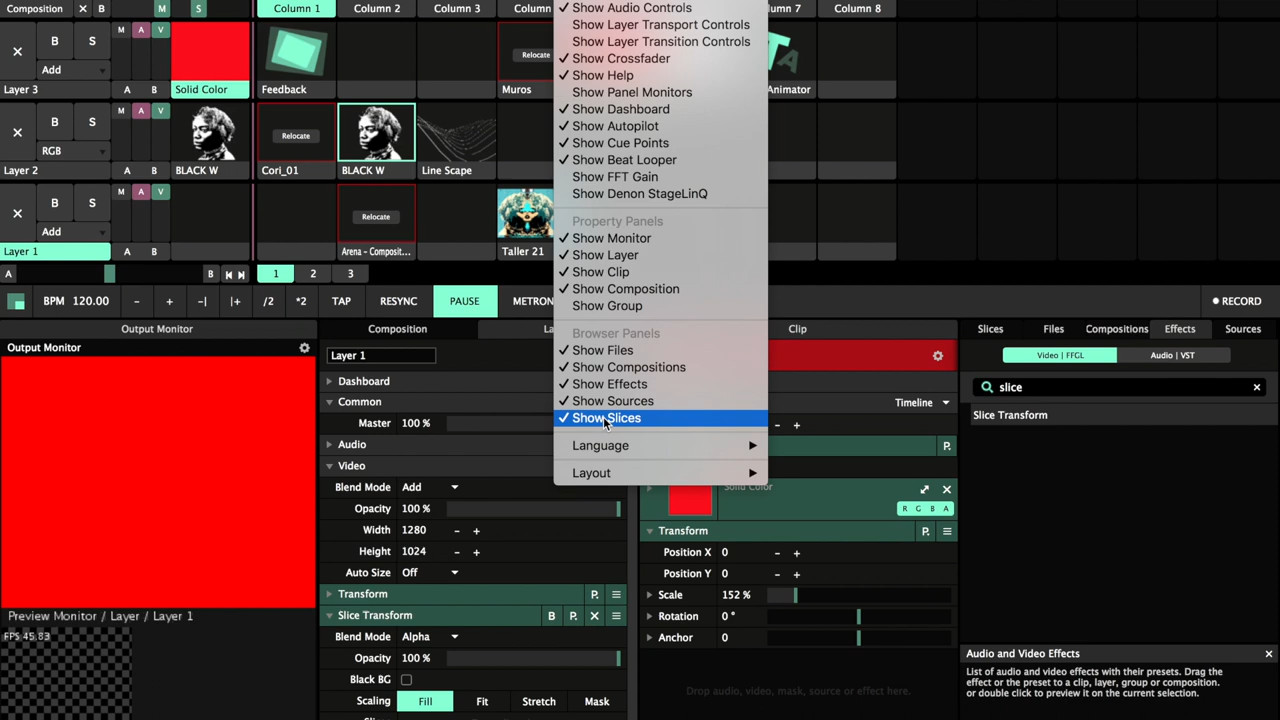 Composition ✕ B S Column 1 Column 2 Column 3 Column 7 Column 8
✓ Show Audio Controls
Show Layer Transport Controls
Show Layer Transition Controls
✓ Show Crossfader
✓ Show Help
Show Panel Monitors
✓ Show Dashboard
✓ Show Autopilot
✓ Show Cue Points
✓ Show Beat Looper
Show FFT Gain
Show Denon StageLinQ
Property Panels
✓ Show Monitor
✓ Show Layer
✓ Show Clip
✓ Show Composition
Show Group
Browser Panels
✓ Show Files
✓ Show Compositions
✓ Show Effects
✓ Show Sources
✓ Show Slices
Language
Layout
B S M A V
Add
Relocate
TA
Layer 3 A B Solid Color Feedback Muros Animator
B S M A V
RGB
Relocate
Layer 2 A B BLACK W Cori_01 BLACK W Line Scape
B S M A V
Add
Relocate
Layer 1 A B Arena - Composit... Taller 21
A B 1 2 3
BPM 120.00 - + -| |+ /2 *2 TAP RESYNC PAUSE METRON RECORD
Output Monitor Composition La Clip Slices Files Compositions Effects Sources
Output Monitor
Layer 1
Video | FFGL Audio | VST
Dashboard
slice
Common
Timeline
Slice Transform
Master 100 %
- +
Audio
P.
Video
Blend Mode Add
Solid Color
Opacity 100 %
R G B A
Width 1280 - +
Transform P.
Height 1024 - +
Position X 0 - +
Auto Size Off
Position Y 0 - +
Transform P.
Scale 152 %
Preview Monitor / Layer / Layer 1
Slice Transform B P.
Rotation 0 °
FPS 45.83
Blend Mode Alpha
Anchor 0
Opacity 100 %
Black BG
Scaling Fill Fit Stretch Mask
Drop audio, video, mask, source or effect here.
Audio and Video Effects
List of audio and video effects with their presets. Drag the
effect or the preset to a clip, layer, group or composition.
or double click to preview it on the current selection.